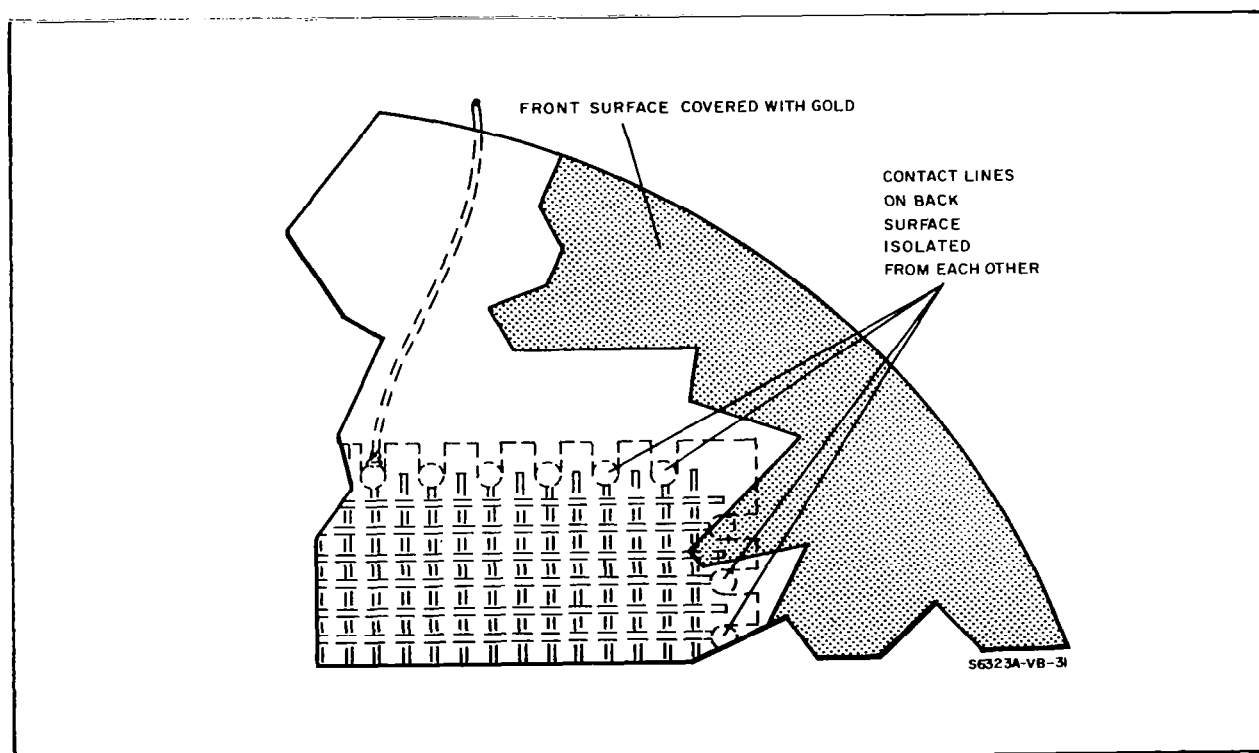 FRONT SURFACE COVERED WITH GOLD
CONTACT LINES
ON BACK
SURFACE
ISOLATED
FROM EACH OTHER
S6323A-VB-31